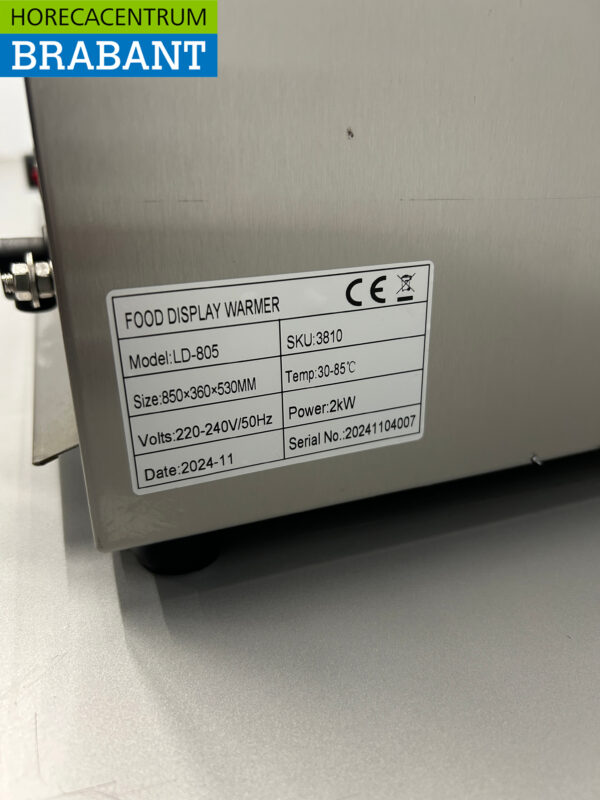 HORECACENTRUM
BRABANT
FOOD DISPLAY WARMER CE
Model:LD-805 SKU:3810
Size:850×360×530MM Temp:30-85℃
Volts:220-240V/50Hz Power:2kW
Date:2024-11 Serial No.:20241104007